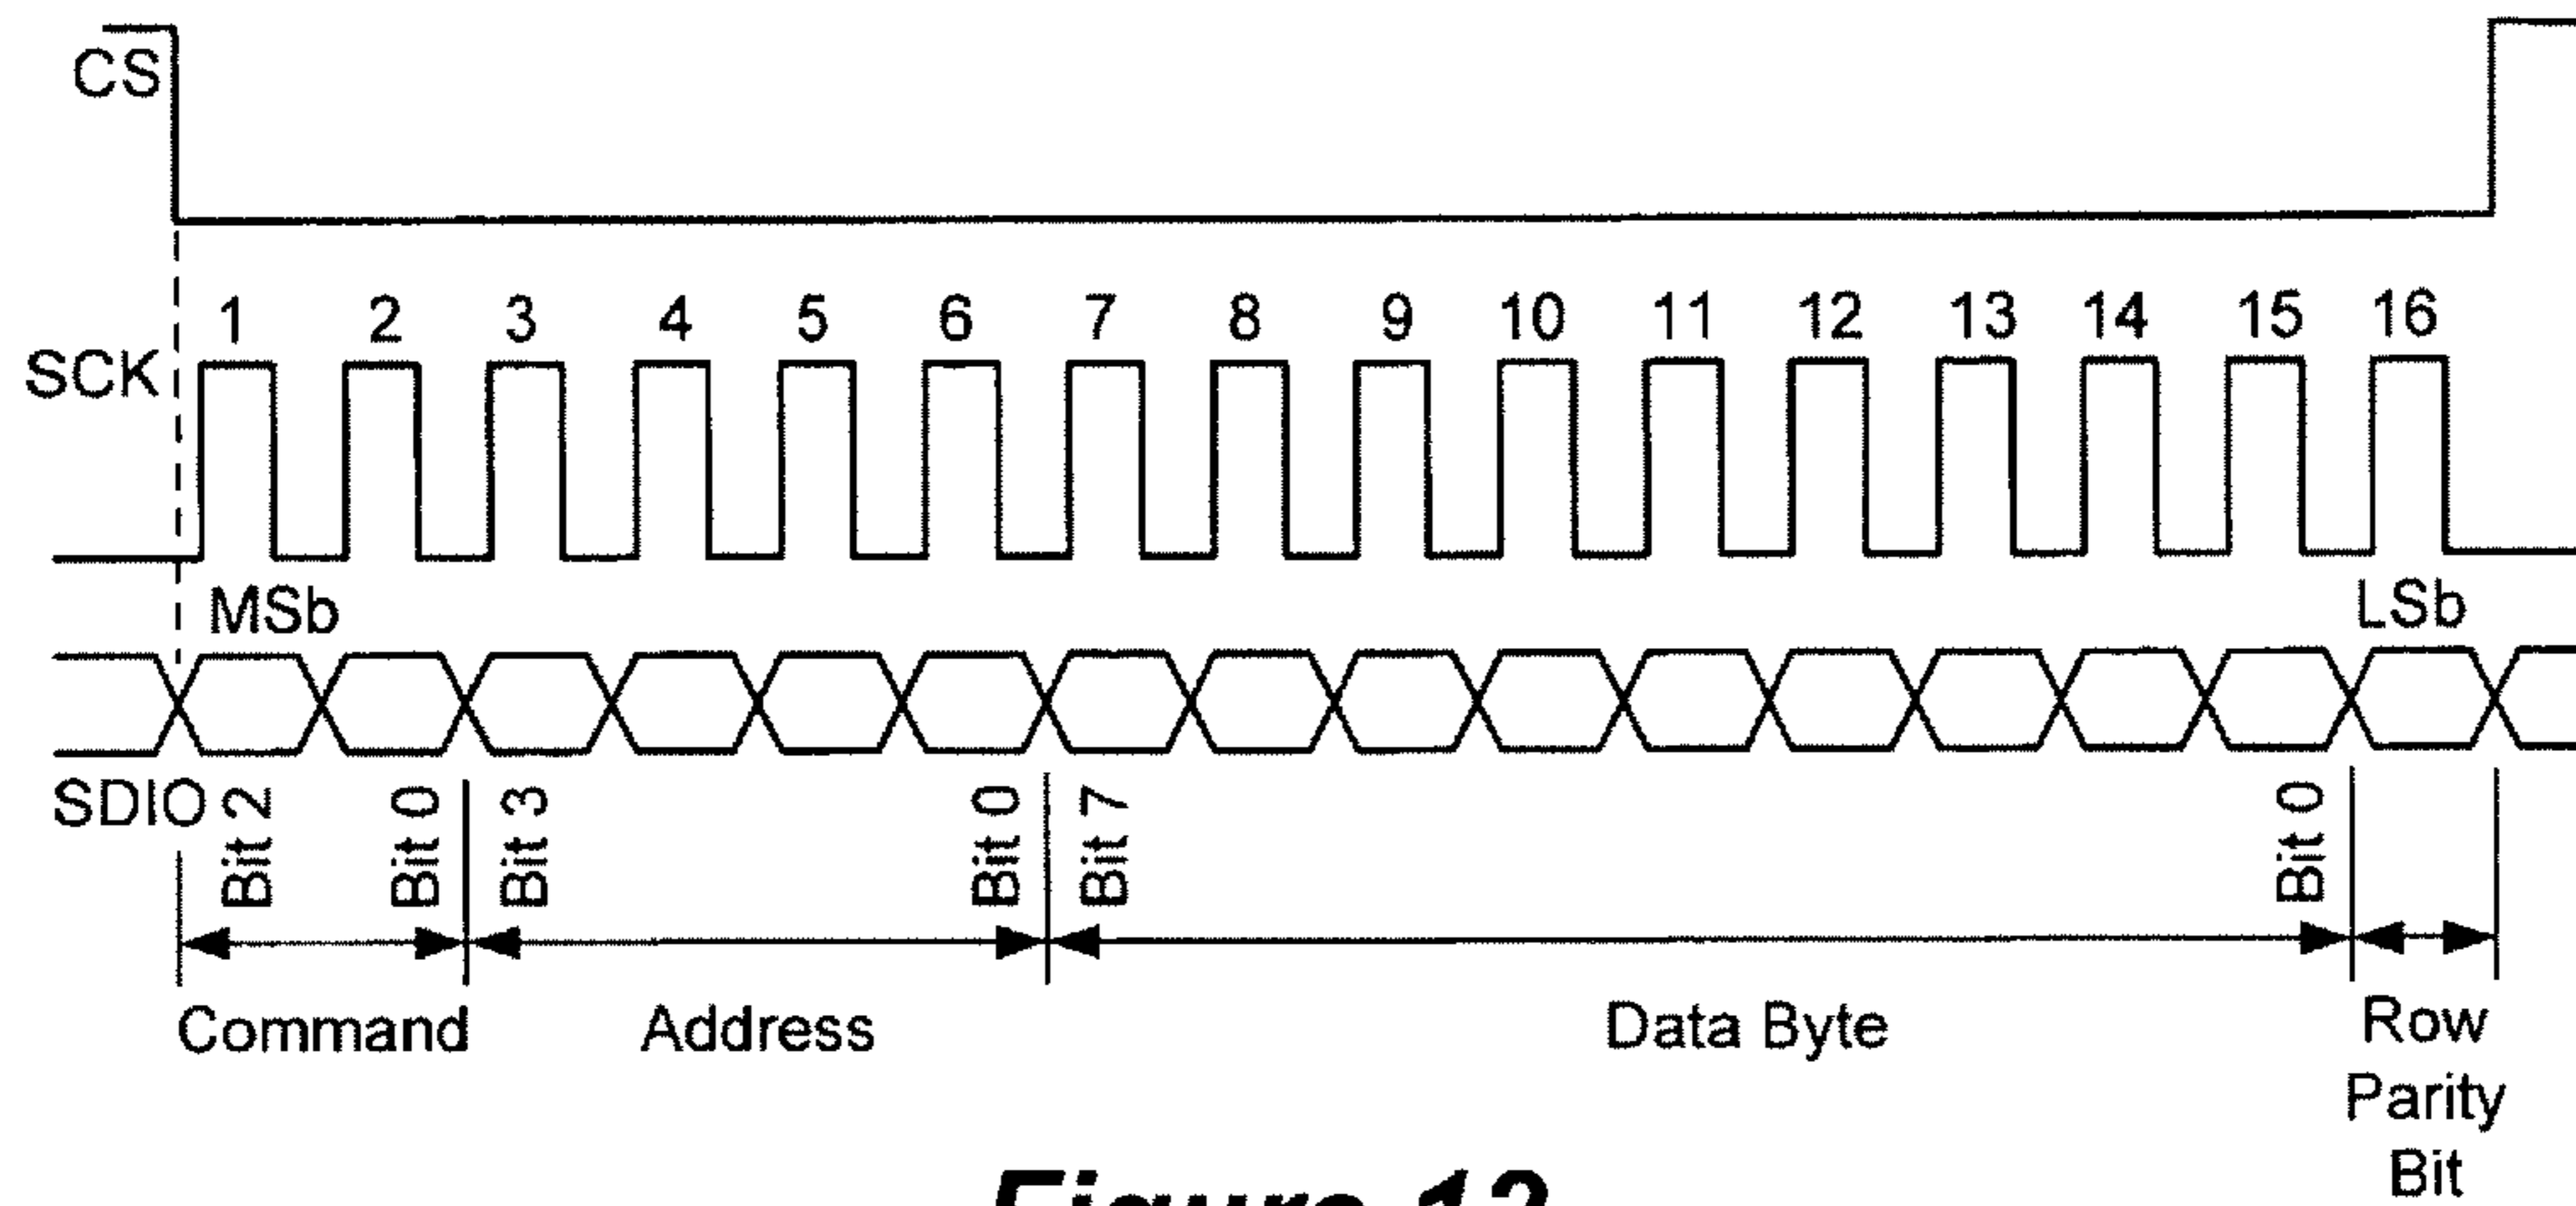 CS
1 2 3 4 5 6 7 8 9 10 11 12 13 14 15 16
SCK
MSb LSb
SDIO
Bit 2 Bit 0 Bit 3 Bit 0 Bit 7 Bit 0
Command Address Data Byte Row
Parity
Bit